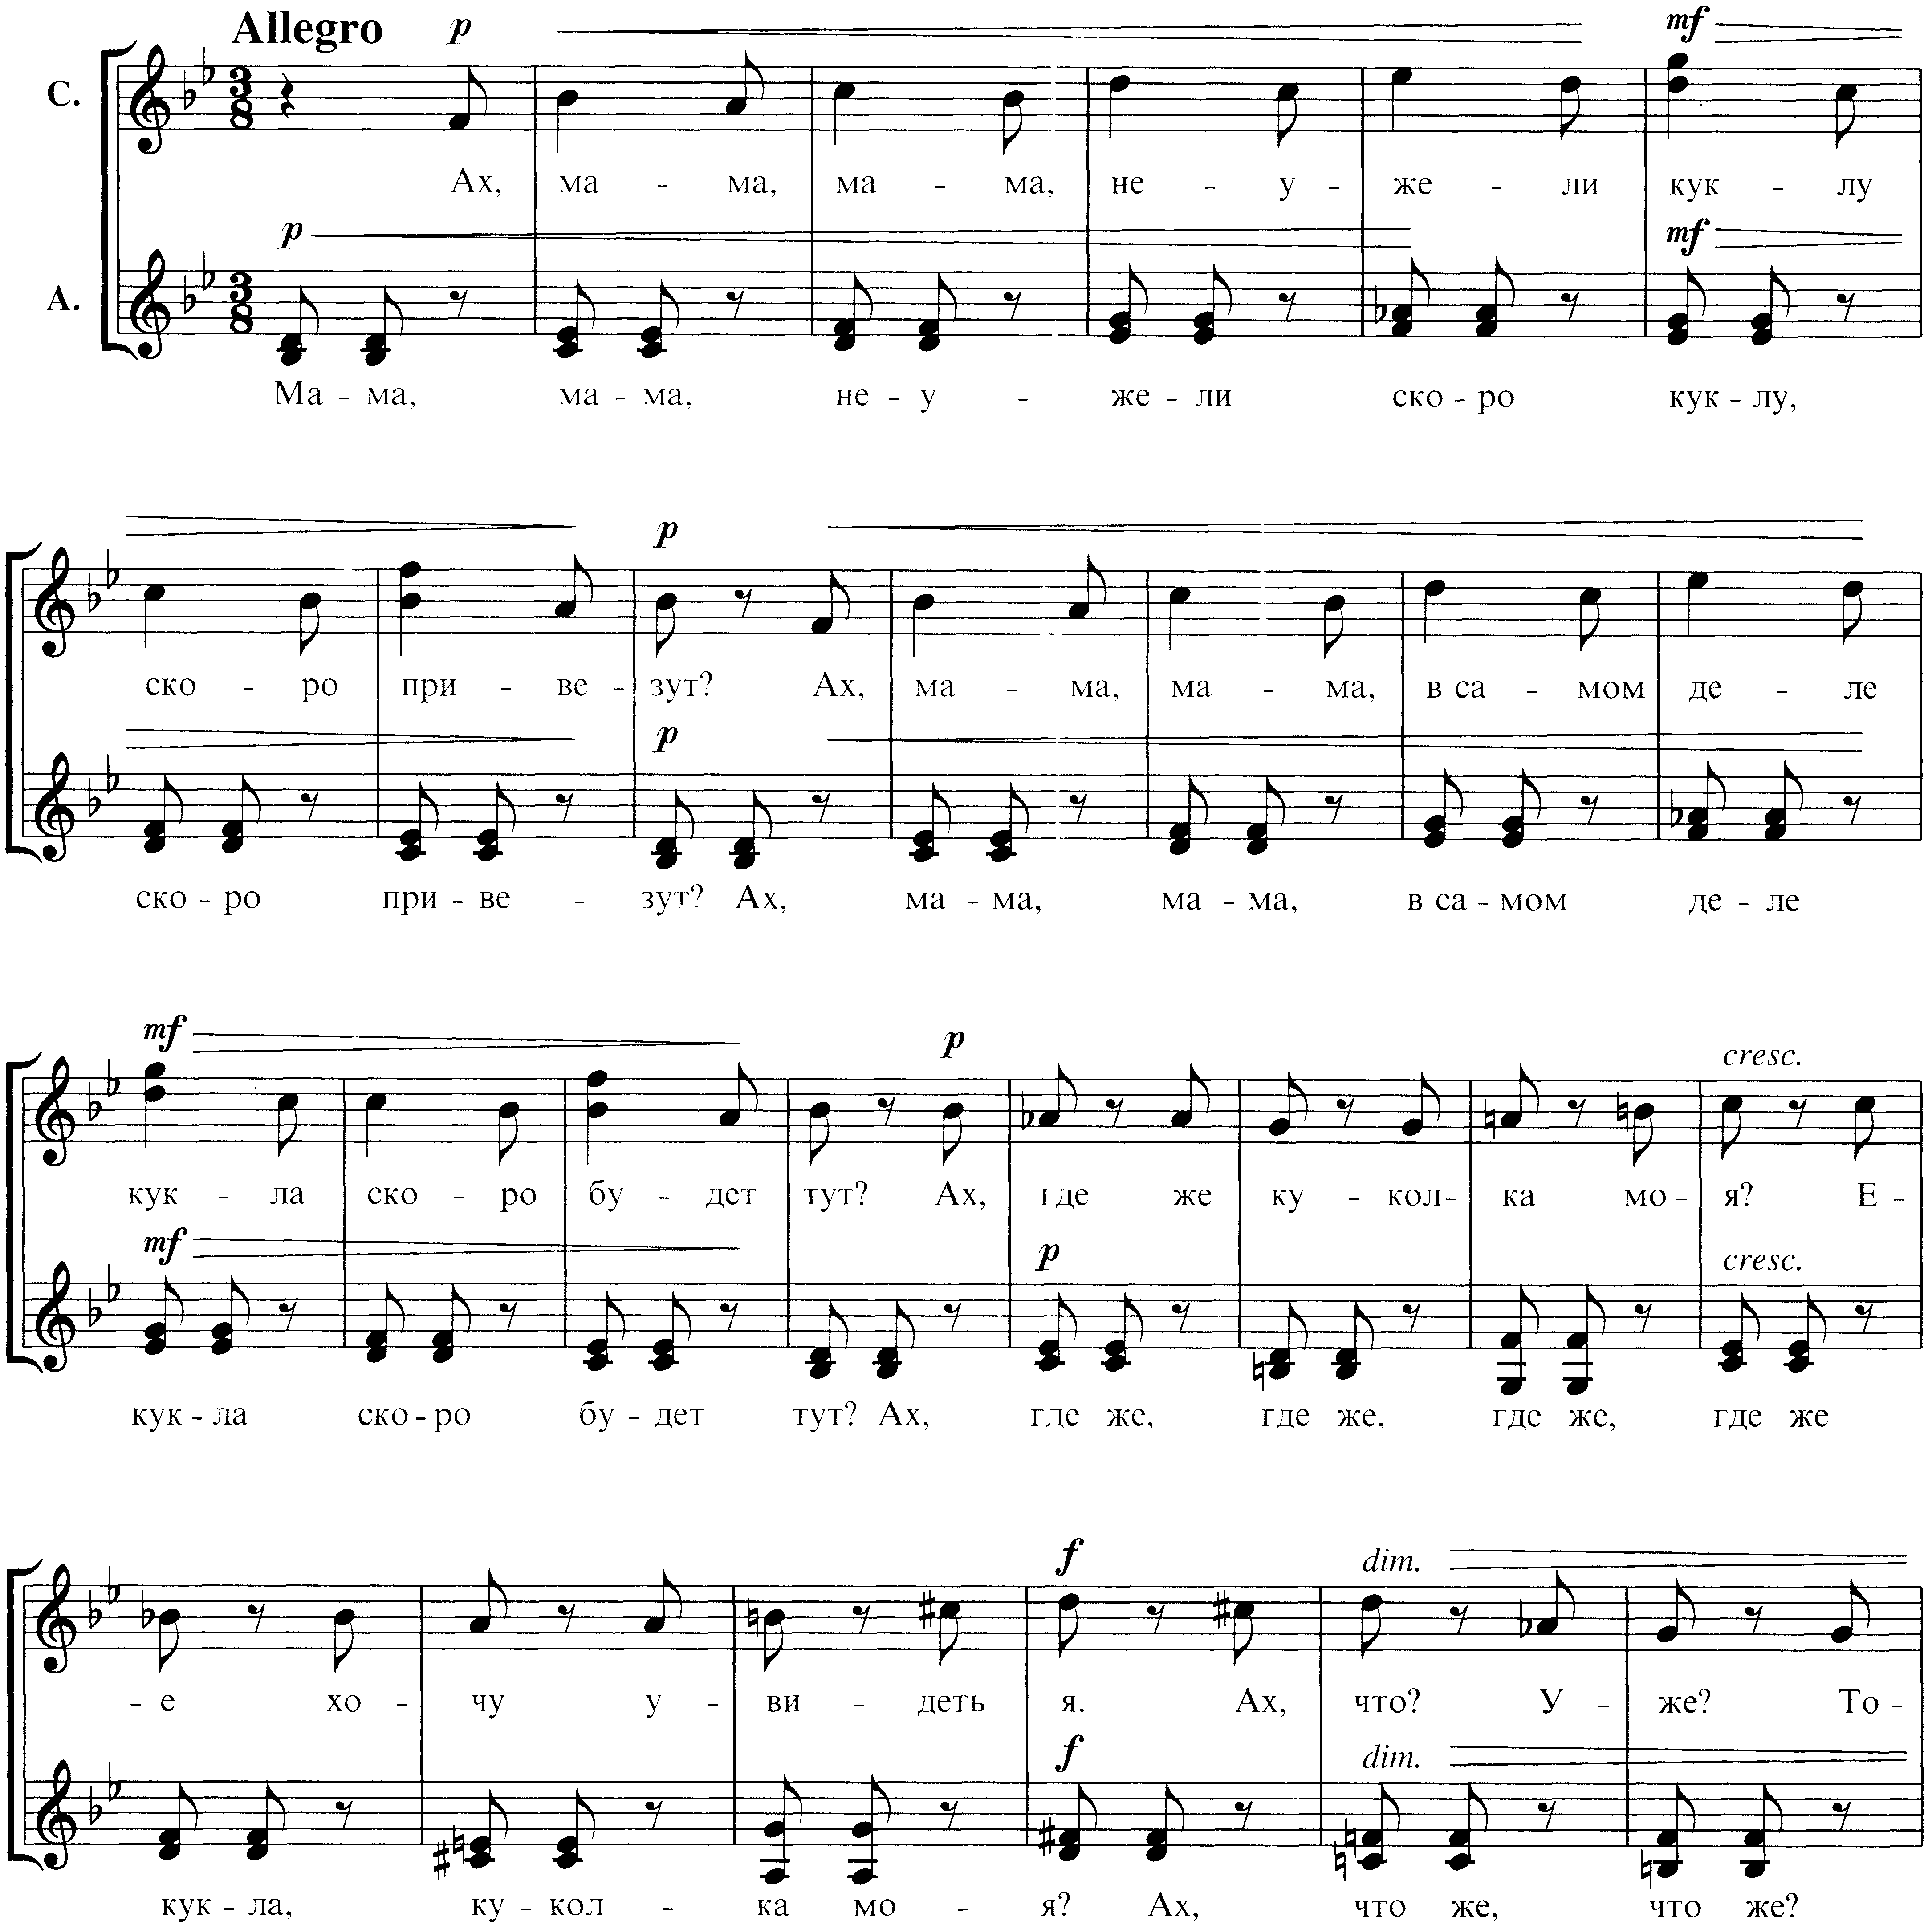 Allegro p mf
C. 3 8
Ах, ма - ма, ма - ма, не - у - же - ли кук - лу
p mf
A. 3 8
Ма - ма, ма - ма, не - у - же - ли ско - ро кук - лу,
p
ско - ро при - ве - зут? Ах, ма - ма, ма - ма, в са - мом де - ле
p
ско - ро при - ве - зут? Ах, ма - ма, ма - ма, в са - мом де - ле
mf p cresc.
кук - ла ско - ро бу - дет тут? Ах, где же ку - кол - ка мо - я? Е -
mf p cresc.
кук - ла ско - ро бу - дет тут? Ах, где же, где же, где же, где же
f dim.
- е хо - чу у - ви - деть я. Ах, что? У - же? То -
f dim.
кук - ла, ку - кол - ка мо - я? Ах, что же, что же?